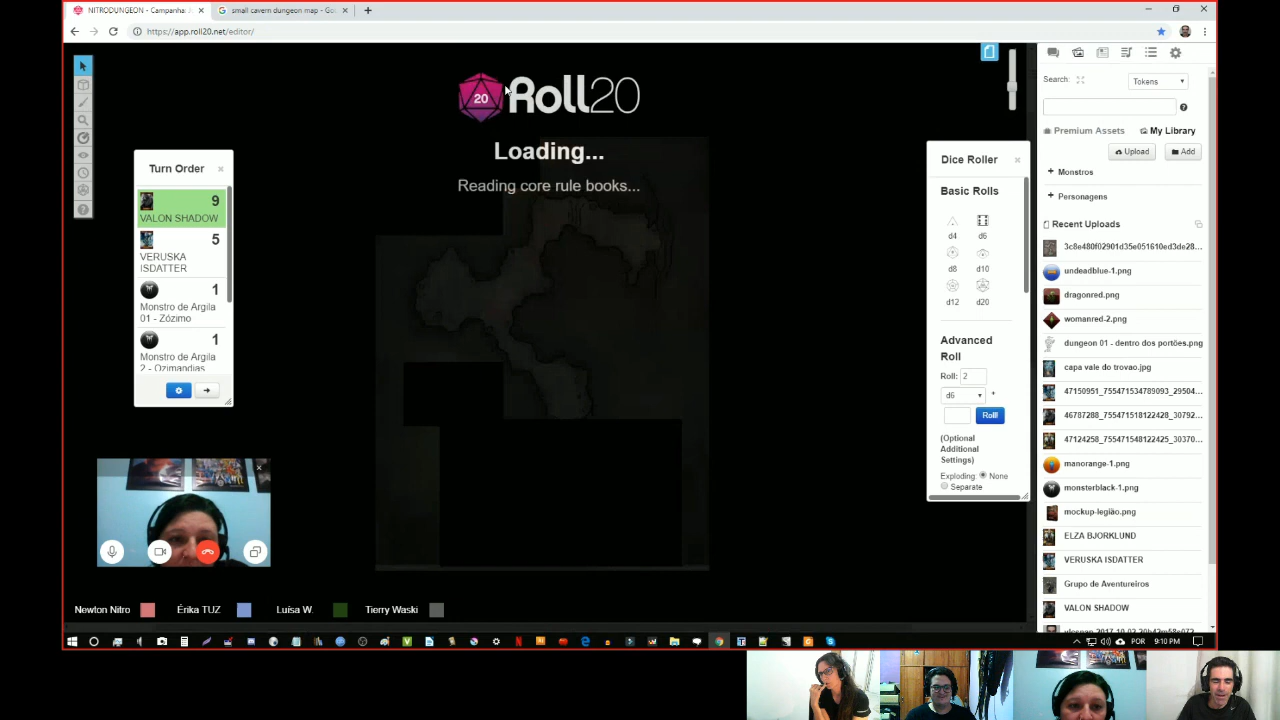 NITRODUNGEON - Campanha:
small cavern dungeon map - Go
https://app.roll20.net/editor/
20
Roll20
Loading...
Reading core rule books...
Turn Order
9
VALON SHADOW
5
VERUSKA
ISDATTER
1
Monstro de Argila
01 - Zózimo
1
Monstro de Argila
2 - Ozimandias
Dice Roller
Basic Rolls
d4
d6
d8
d10
d12
d20
Advanced
Roll
Roll: 2
d6
*
Roll!
(Optional
Additional
Settings)
Exploding: None
Separate
Search:
Tokens
Premium Assets
My Library
Upload
Add
Monstros
Personagens
Recent Uploads
3c8e480f02901d35e051610ed3de28...
undeadblue-1.png
dragonred.png
womanred-2.png
dungeon 01 - dentro dos portões.png
capa vale do trovao.jpg
47150951_755471534789093_29504...
46787288_755471518122428_30792...
47124258_755471548122425_30370...
manorange-1.png
monsterblack-1.png
mockup-legião.png
ELZA BJORKLUND
VERUSKA ISDATTER
Grupo de Aventureiros
VALON SHADOW
Newton Nitro
Érika TUZ
Luísa W.
Tierry Waski
POR
9:10 PM